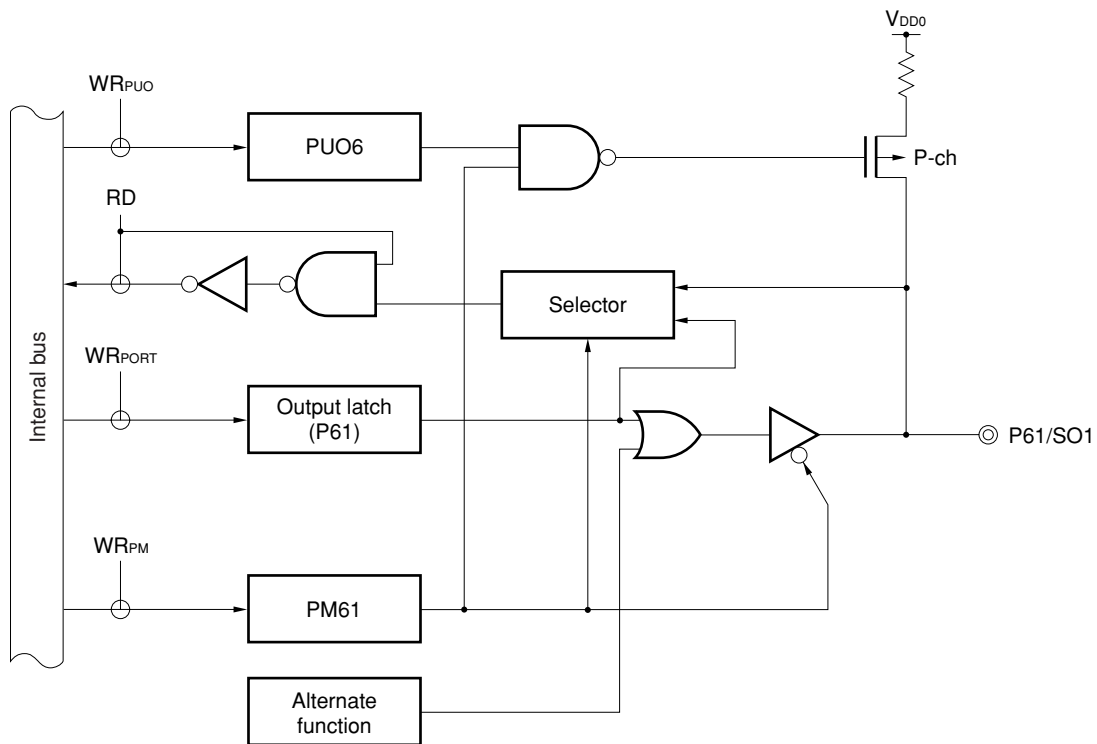 VDD0
WRPUO
PUO6
P-ch
RD
Selector
WRPORT
Internal bus
Output latch
(P61)
P61/SO1
WRPM
PM61
Alternate
function